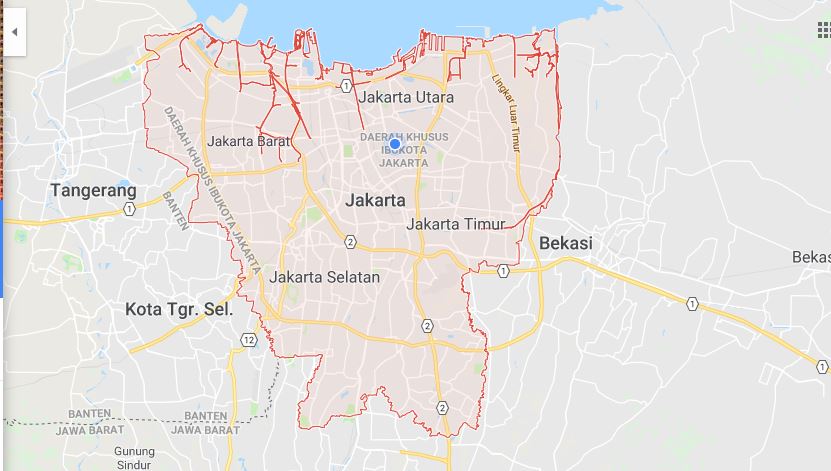 1
Jakarta Utara
Lingkar Luar Timur
DAERAH KHUSUS
IBUKOTA
JAKARTA
Jakarta Barat
DAERAH KHUSUS IBUKOTA JAKARTA
BANTEN
Tangerang
1
Jakarta
Jakarta Timur
2
Bekasi
Bekas
1
Jakarta Selatan
1
Kota Tgr. Sel.
2
12
1
2
BANTEN
JAWA BARAT
BANTEN
JAWA BARAT
Gunung
Sindur